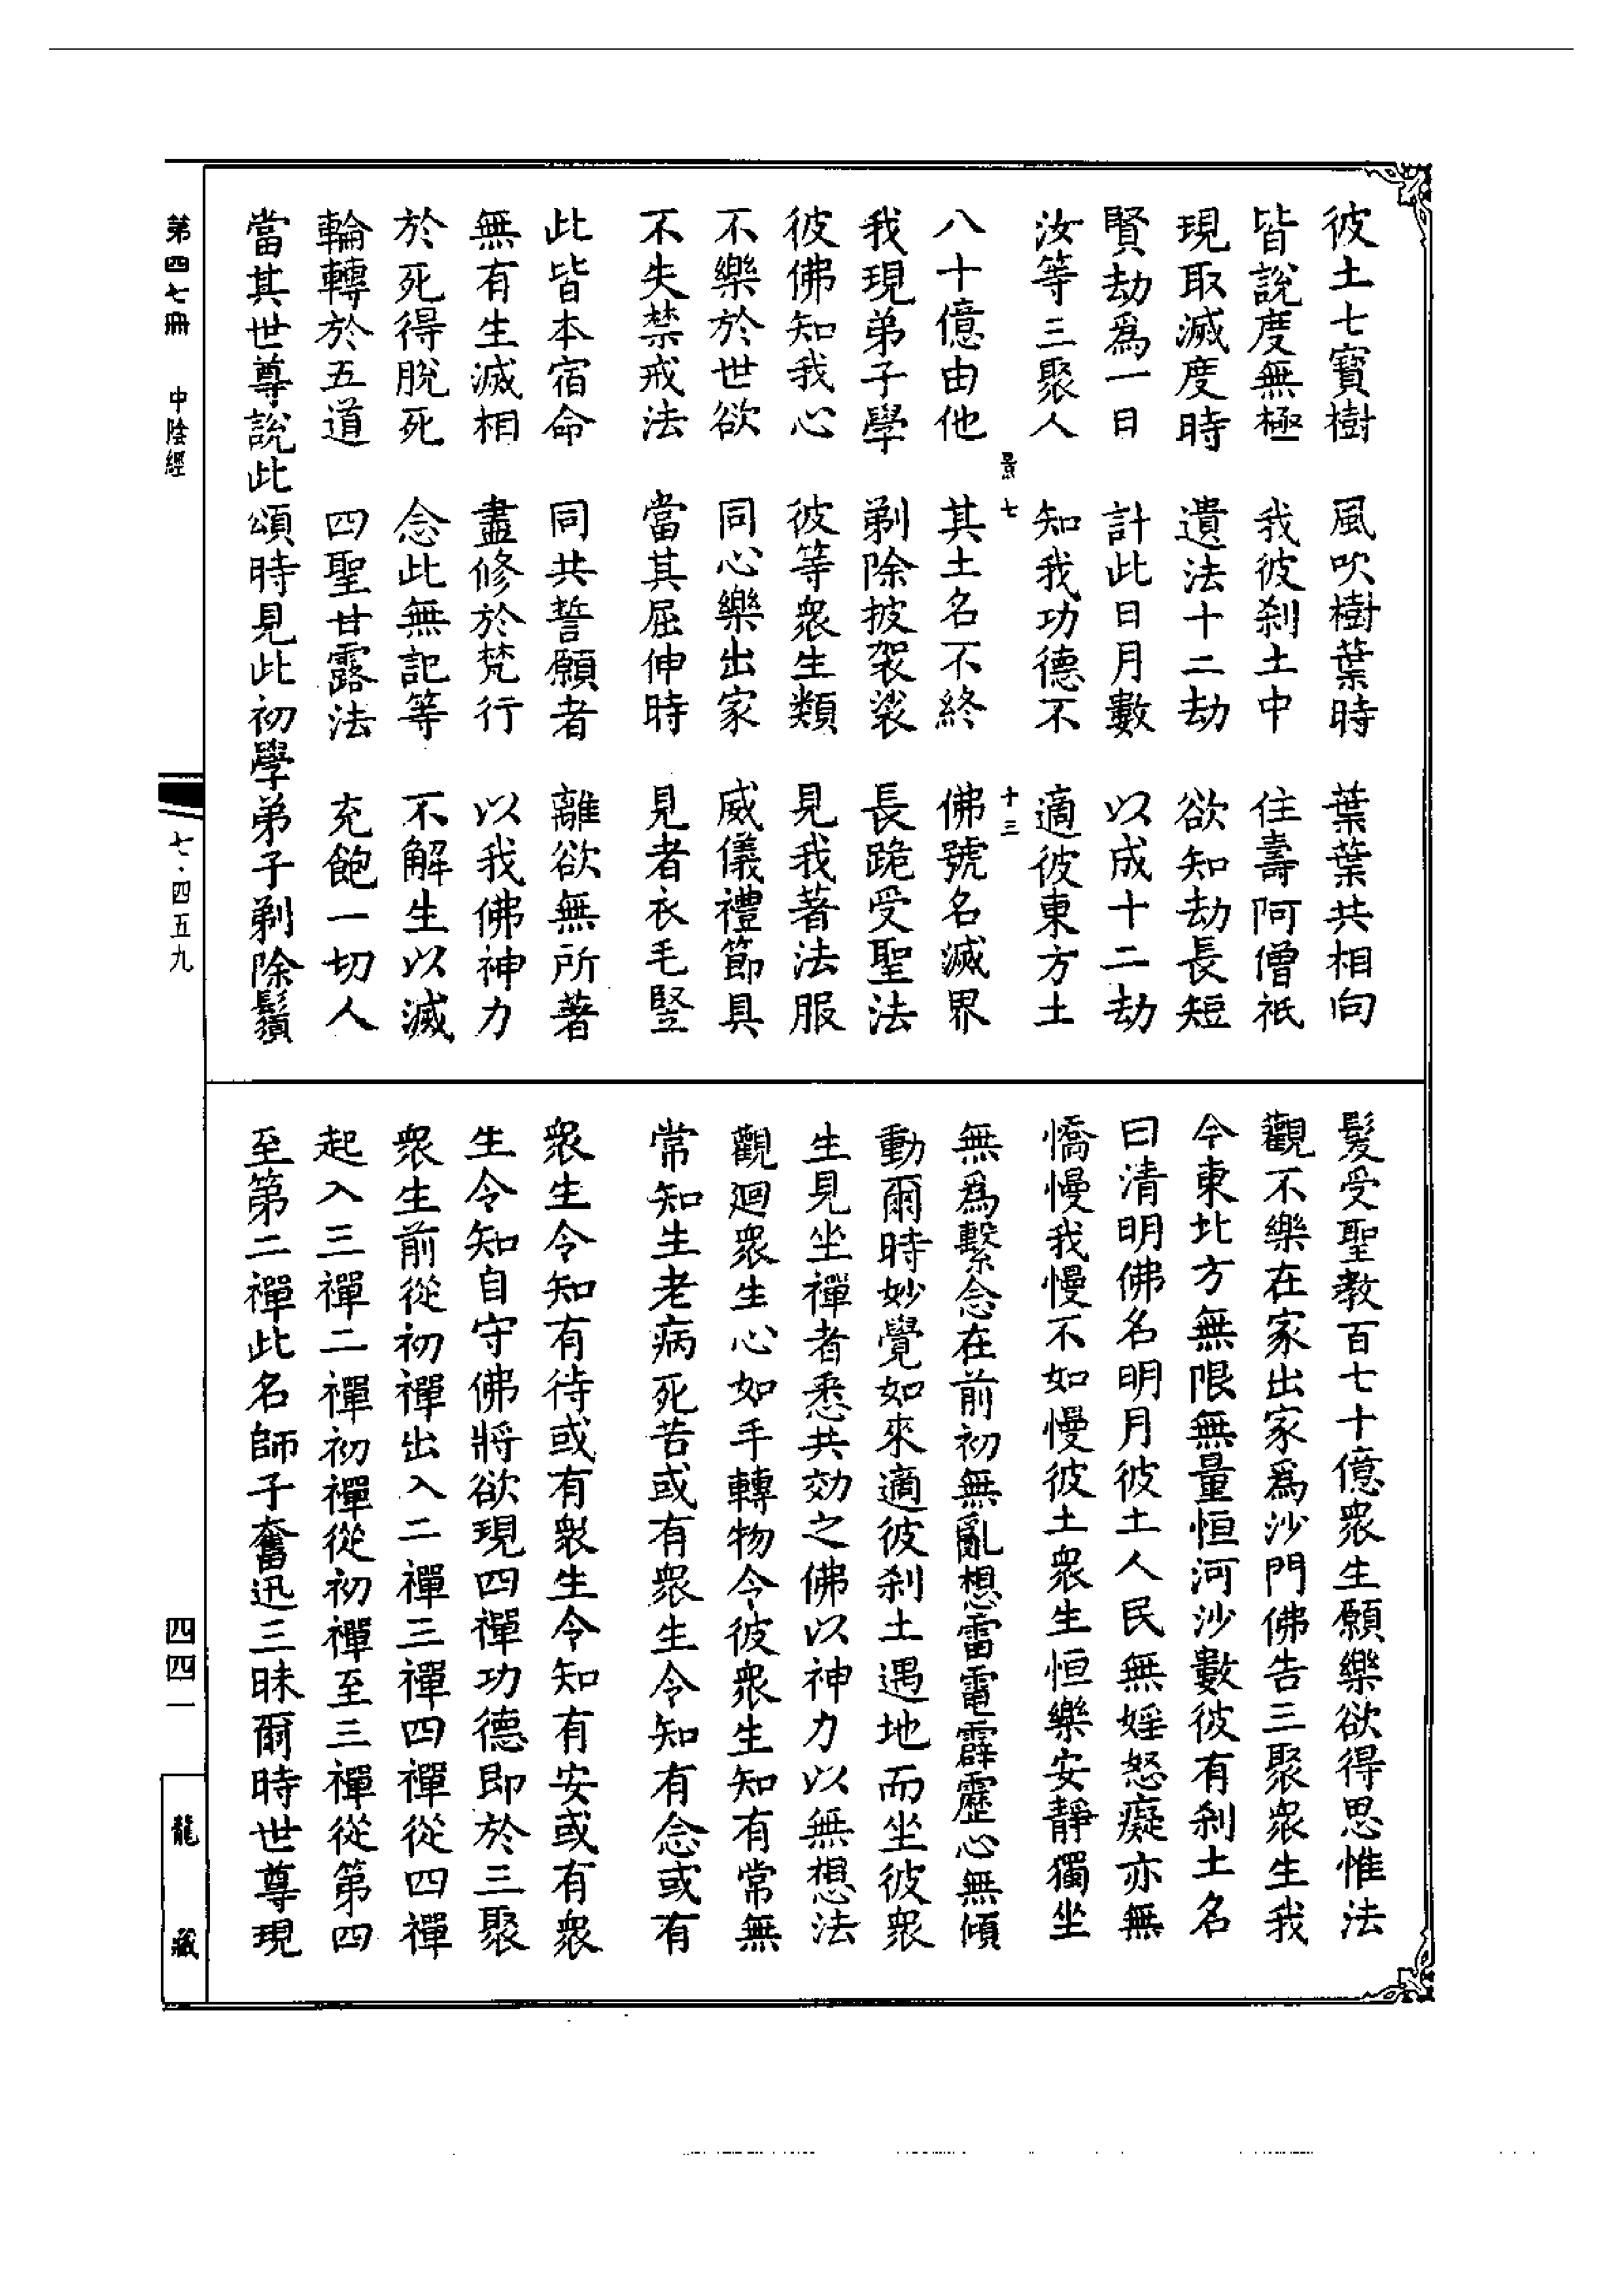 彼土七寶樹　風吹樹葉時　葉葉共相向
皆說度無極　我彼刹土中　住壽阿僧祇
現取滅度時　遺法十二劫　欲知劫長短
賢劫爲一日　計此日月數　以成十二劫
汝等三聚人　知我功德不　適彼東方土
景七　十三
八十億由他　其土名不終　佛號名滅界
我現弟子學　剃除披袈裟　長跪受聖法
彼佛知我心　彼等衆生類　見我著法服
不樂於世欲　同心樂出家　威儀禮節具
不失禁戒法　當其屈伸時　見者衣毛竪
此皆本宿命　同共誓願者　離欲無所著
無有生滅相　盡修於梵行　以我佛神力
於死得脫死　念此無記等　不解生以滅
輪轉於五道　四聖甘露法　充飽一切人
當其世尊說此頌時見此初學弟子剃除鬚
髮受聖教百七十億衆生願樂欲得思惟法
觀不樂在家出家爲沙門佛告三聚衆生我
今東北方無限無量恒河沙數彼有刹土名
曰清明佛名明月彼土人民無婬怒癡亦無
憍慢我慢不如慢彼土衆生恒樂安靜獨坐
無爲繫念在前初無亂想雷電霹靂心無傾
動爾時妙覺如來適彼刹土遇地而坐彼衆
生見坐禪者悉共効之佛以神力以無想法
觀迴衆生心如手轉物令彼衆生知有常無
常知生老病死苦或有衆生令知有念或有
衆生令知有待或有衆生令知有安或有衆
生令知自守佛將欲現四禪功德即於三聚
衆生前從初禪出入二禪三禪四禪從四禪
起入三禪二禪初禪從初禪至三禪從第四
至第二禪此名師子奮迅三昧爾時世尊現
第四七冊　中陰經
七·四五九
四四一
龍藏